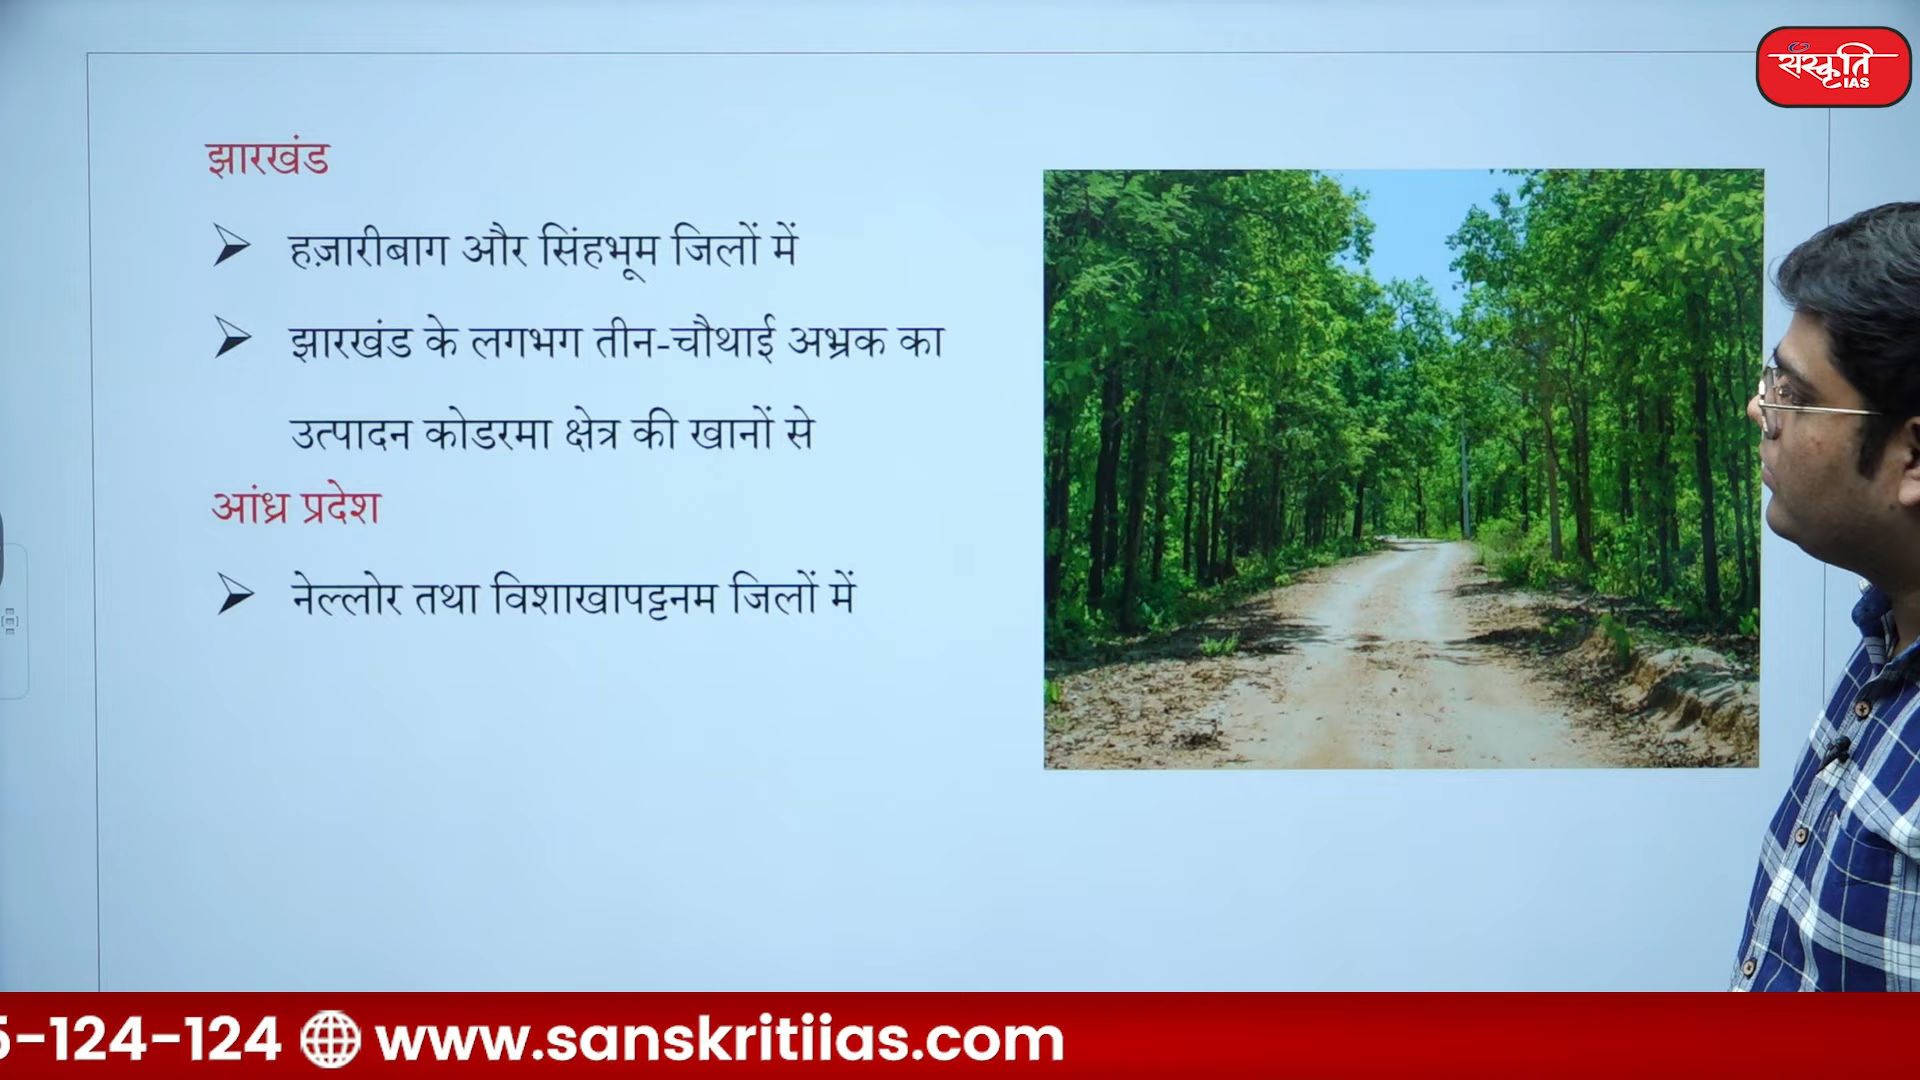 संस्कृति
IAS
झारखंड
हज़ारीबाग और सिंहभूम जिलों में
झारखंड के लगभग तीन-चौथाई अभ्रक का
उत्पादन कोडरमा क्षेत्र की खानों से
आंध्र प्रदेश
नेल्लोर तथा विशाखापट्टनम जिलों में
5-124-124 www.sanskritiias.com